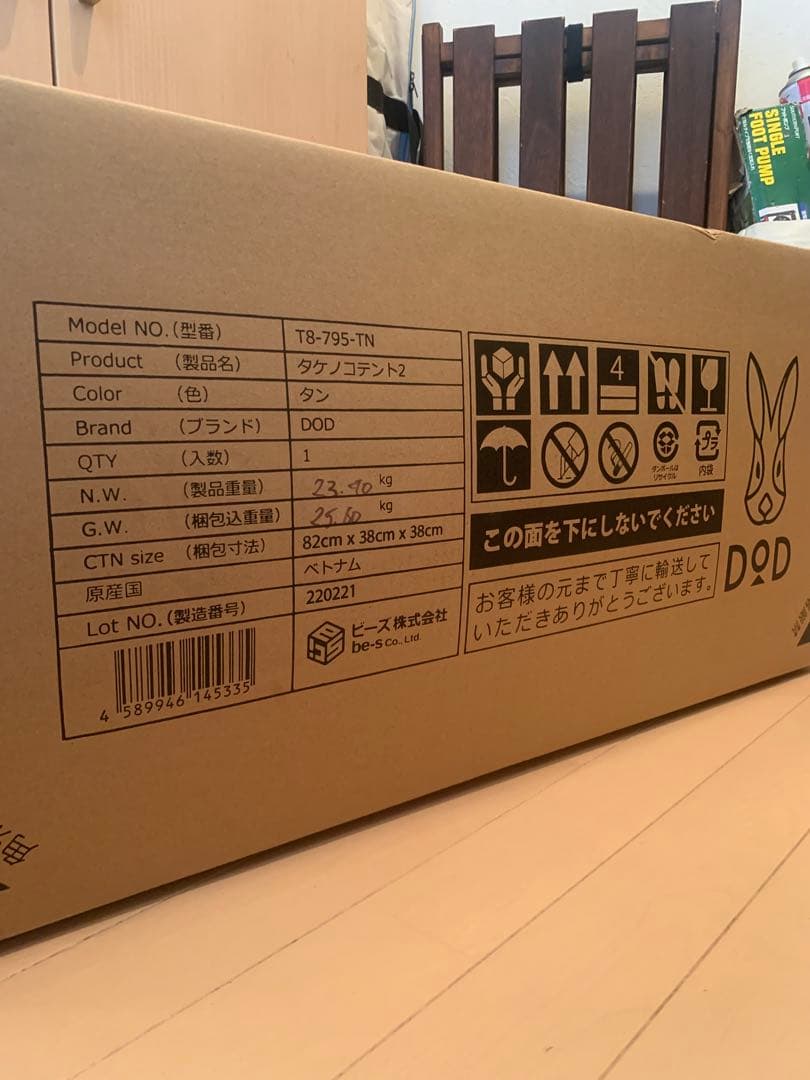 SINGLE
FOOT PUMP
Model NO.(型番) T8-795-TN
Product (製品名) タケノコテント2
Color (色) タン
Brand (ブランド) DOD
QTY (入数) 1
N.W. (製品重量) 23.40 kg
G.W. (梱包込重量) 25.60 kg
CTN size (梱包寸法) 82cm x 38cm x 38cm
原産国 ベトナム
Lot NO.(製造番号) 220221
4 589946 145335
ビーズ株式会社
be-s Co., Ltd.
4
ダンボールは
リサイクル
プラ
内袋
この面を下にしないでください
お客様の元まで丁寧に輸送して
いただきありがとうございます。
DOD